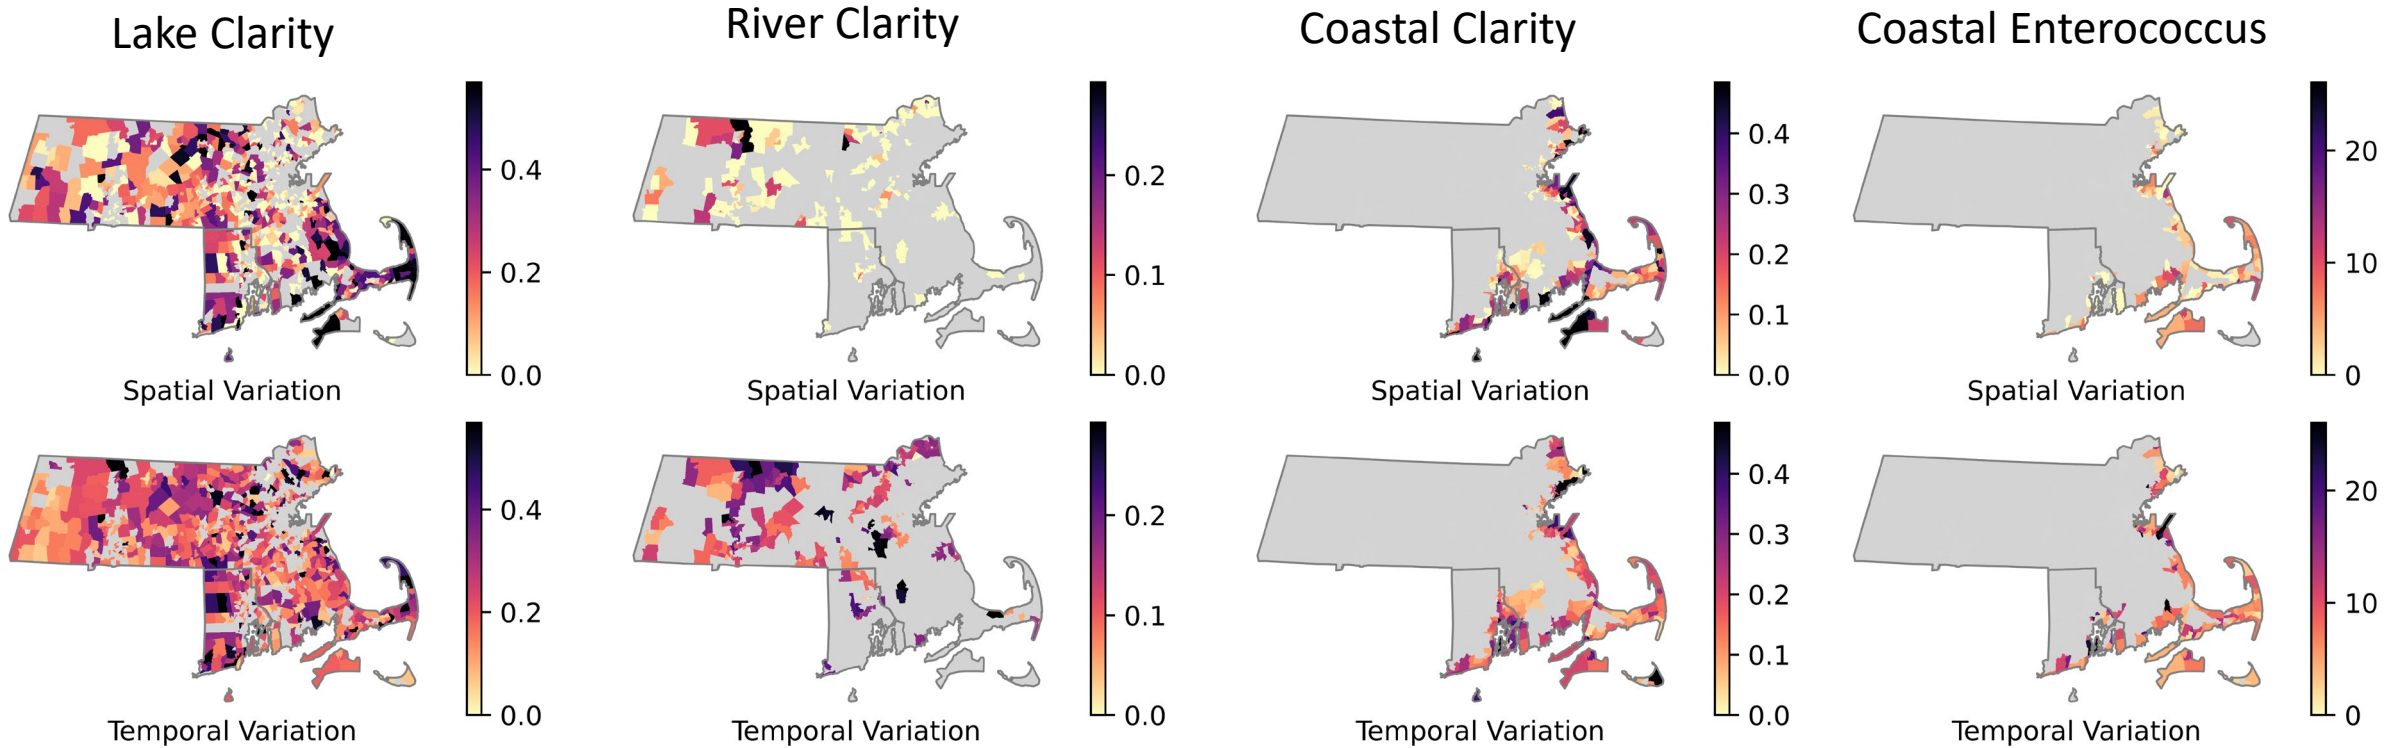 Lake Clarity
River Clarity
Coastal Clarity
Coastal Enterococcus
0.4
0.2
0.0
Spatial Variation
0.2
0.1
0.0
Spatial Variation
0.4
0.3
0.2
0.1
0.0
Spatial Variation
20
10
0
Spatial Variation
0.4
0.2
0.0
Temporal Variation
0.2
0.1
0.0
Temporal Variation
0.4
0.3
0.2
0.1
0.0
Temporal Variation
20
10
0
Temporal Variation